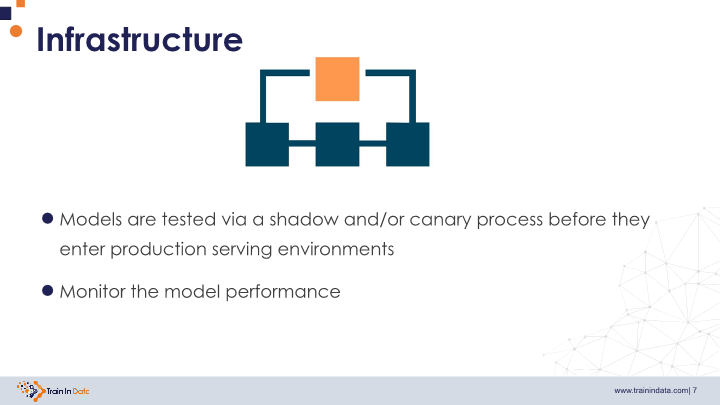 Infrastructure
Models are tested via a shadow and/or canary process before they
enter production serving environments
Monitor the model performance
Train In Data
www.trainindata.com| 7